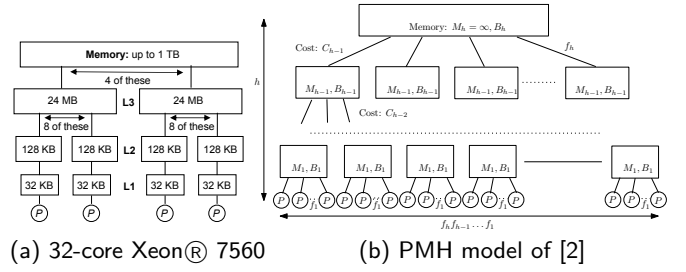 Memory: up to 1 TB
4 of these
24 MB L3 24 MB
8 of these 8 of these
128 KB 128 KB L2 128 KB 128 KB
32 KB 32 KB L1 32 KB 32 KB
P P P P
(a) 32-core Xeon® 7560
Memory: M_h = ∞, B_h
Cost: C_{h−1} f_h
h
M_{h−1}, B_{h−1} M_{h−1}, B_{h−1} M_{h−1}, B_{h−1} M_{h−1}, B_{h−1}
Cost: C_{h−2}
M_1, B_1 M_1, B_1 M_1, B_1 M_1, B_1 M_1, B_1
P P f_1 P P P f_1 P P P f_1 P P P f_1 P P P f_1 P
f_h f_{h−1} … f_1
(b) PMH model of [2]